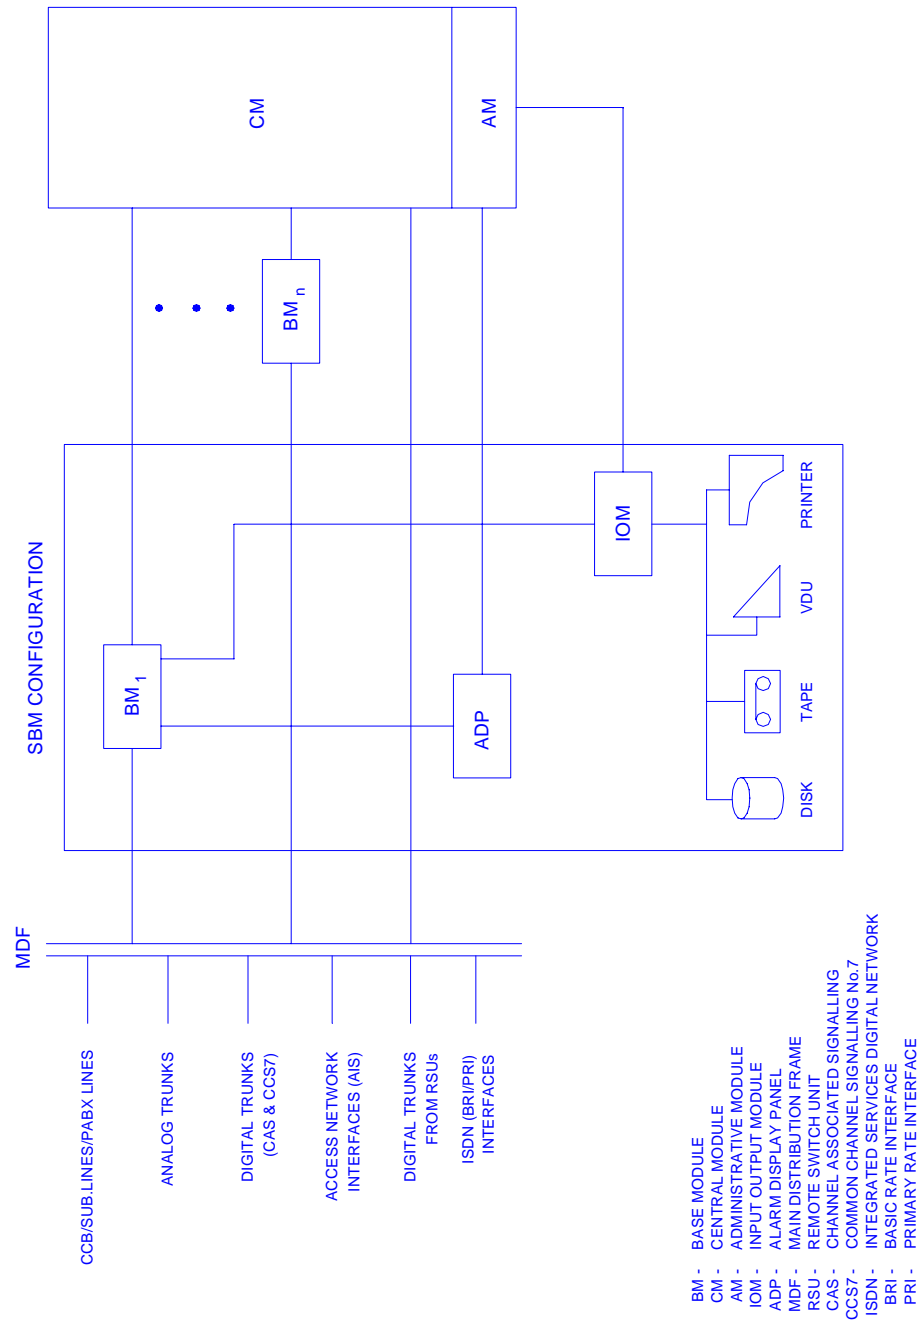 SBM CONFIGURATION
MDF
CCB/SUB.LINES/PABX LINES
ANALOG TRUNKS
DIGITAL TRUNKS
(CAS & CCS7)
ACCESS NETWORK
INTERFACES (AIS)
DIGITAL TRUNKS
FROM RSUs
ISDN (BRI/PRI)
INTERFACES
BM1
BMn
CM
AM
ADP
IOM
DISK
TAPE
VDU
PRINTER
BM - BASE MODULE
CM - CENTRAL MODULE
AM - ADMINISTRATIVE MODULE
IOM - INPUT OUTPUT MODULE
ADP - ALARM DISPLAY PANEL
MDF - MAIN DISTRIBUTION FRAME
RSU - REMOTE SWITCH UNIT
CAS - CHANNEL ASSOCIATED SIGNALLING
CCS7 - COMMON CHANNEL SIGNALLING No.7
ISDN - INTEGRATED SERVICES DIGITAL NETWORK
BRI - BASIC RATE INTERFACE
PRI - PRIMARY RATE INTERFACE